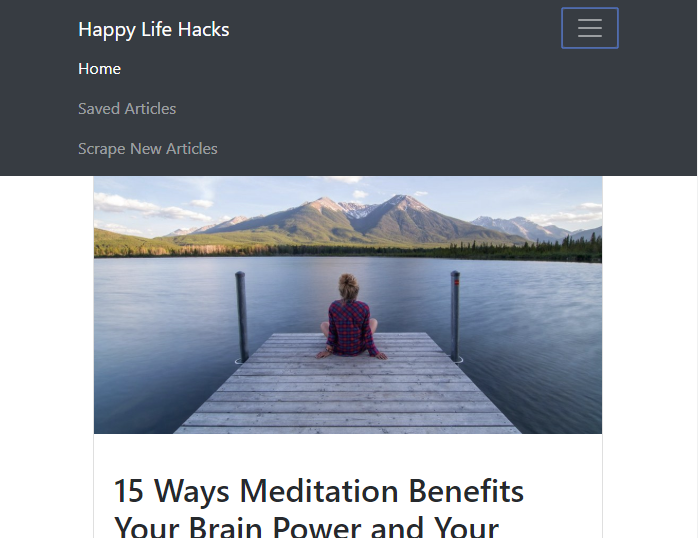 Happy Life Hacks
Home
Saved Articles
Scrape New Articles
15 Ways Meditation Benefits
Your Brain Power and Your